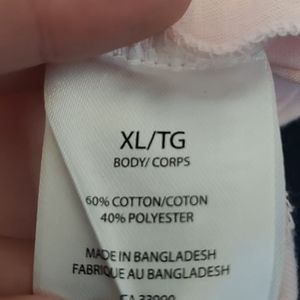 XL/TG
BODY/ CORPS
60% COTTON/COTON
40% POLYESTER
MADE IN BANGLADESH
FABRIQUE AU BANGLADESH